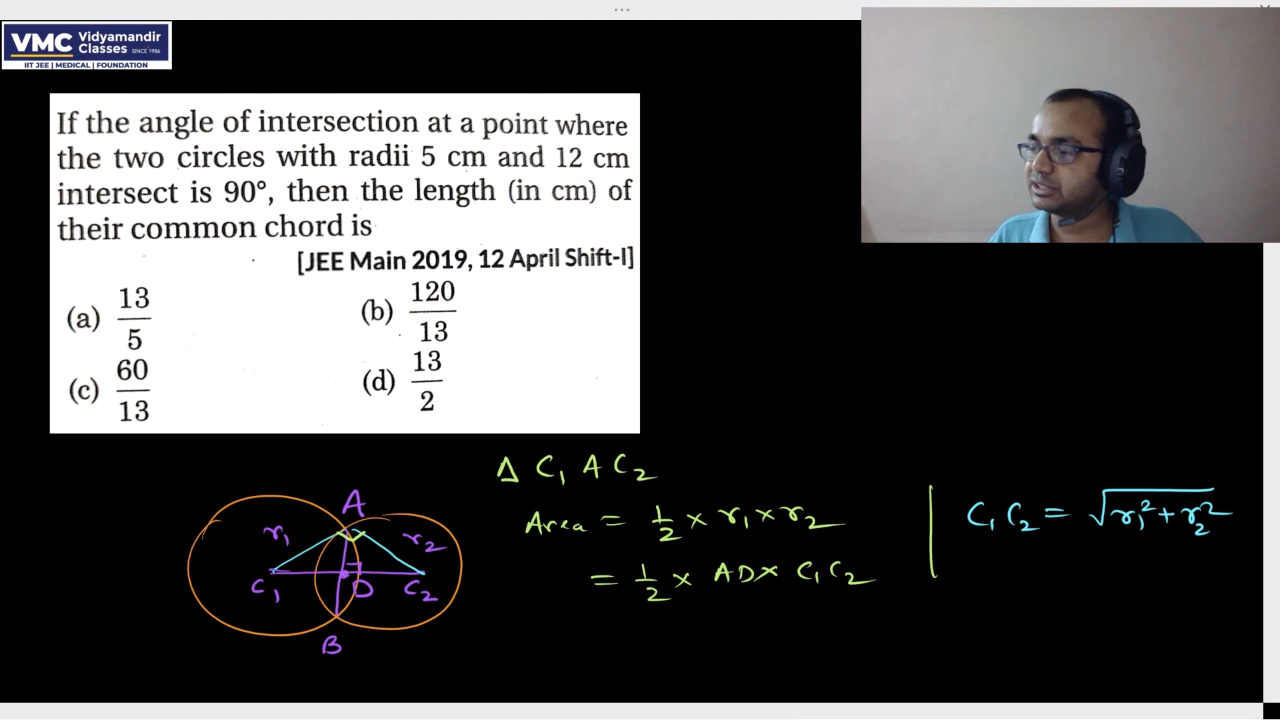 VMC Vidyamandir Classes SINCE 1986
IIT JEE | MEDICAL | FOUNDATION
If the angle of intersection at a point where
the two circles with radii 5 cm and 12 cm
intersect is 90°, then the length (in cm) of
their common chord is
[JEE Main 2019, 12 April Shift-I]
(a) 13/5 (b) 120/13
(c) 60/13 (d) 13/2
Δ C₁ A C₂
Area = 1/2 × r₁ × r₂
= 1/2 × AD × C₁C₂
C₁C₂ = √(r₁² + r₂²)
A
r₁ r₂
C₁ D C₂
B